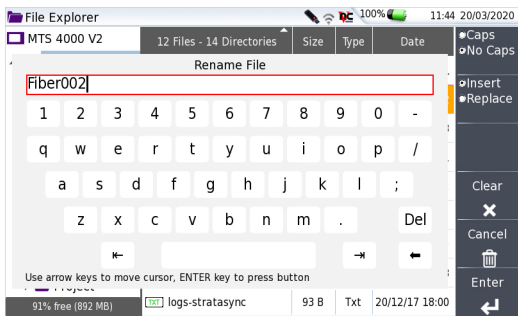 File Explorer
100%
11:44 20/03/2020
MTS 4000 V2
12 Files - 14 Directories
Size
Type
Date
Caps
No Caps
Rename File
Fiber002
Insert
Replace
1 2 3 4 5 6 7 8 9 0 -
q w e r t y u i o p /
a s d f g h j k l ;
Clear
z x c v b n m . Del
Cancel
Use arrow keys to move cursor, ENTER key to press button
Enter
91% free (892 MB)
TXT logs-stratasync 93 B Txt 20/12/17 18:00